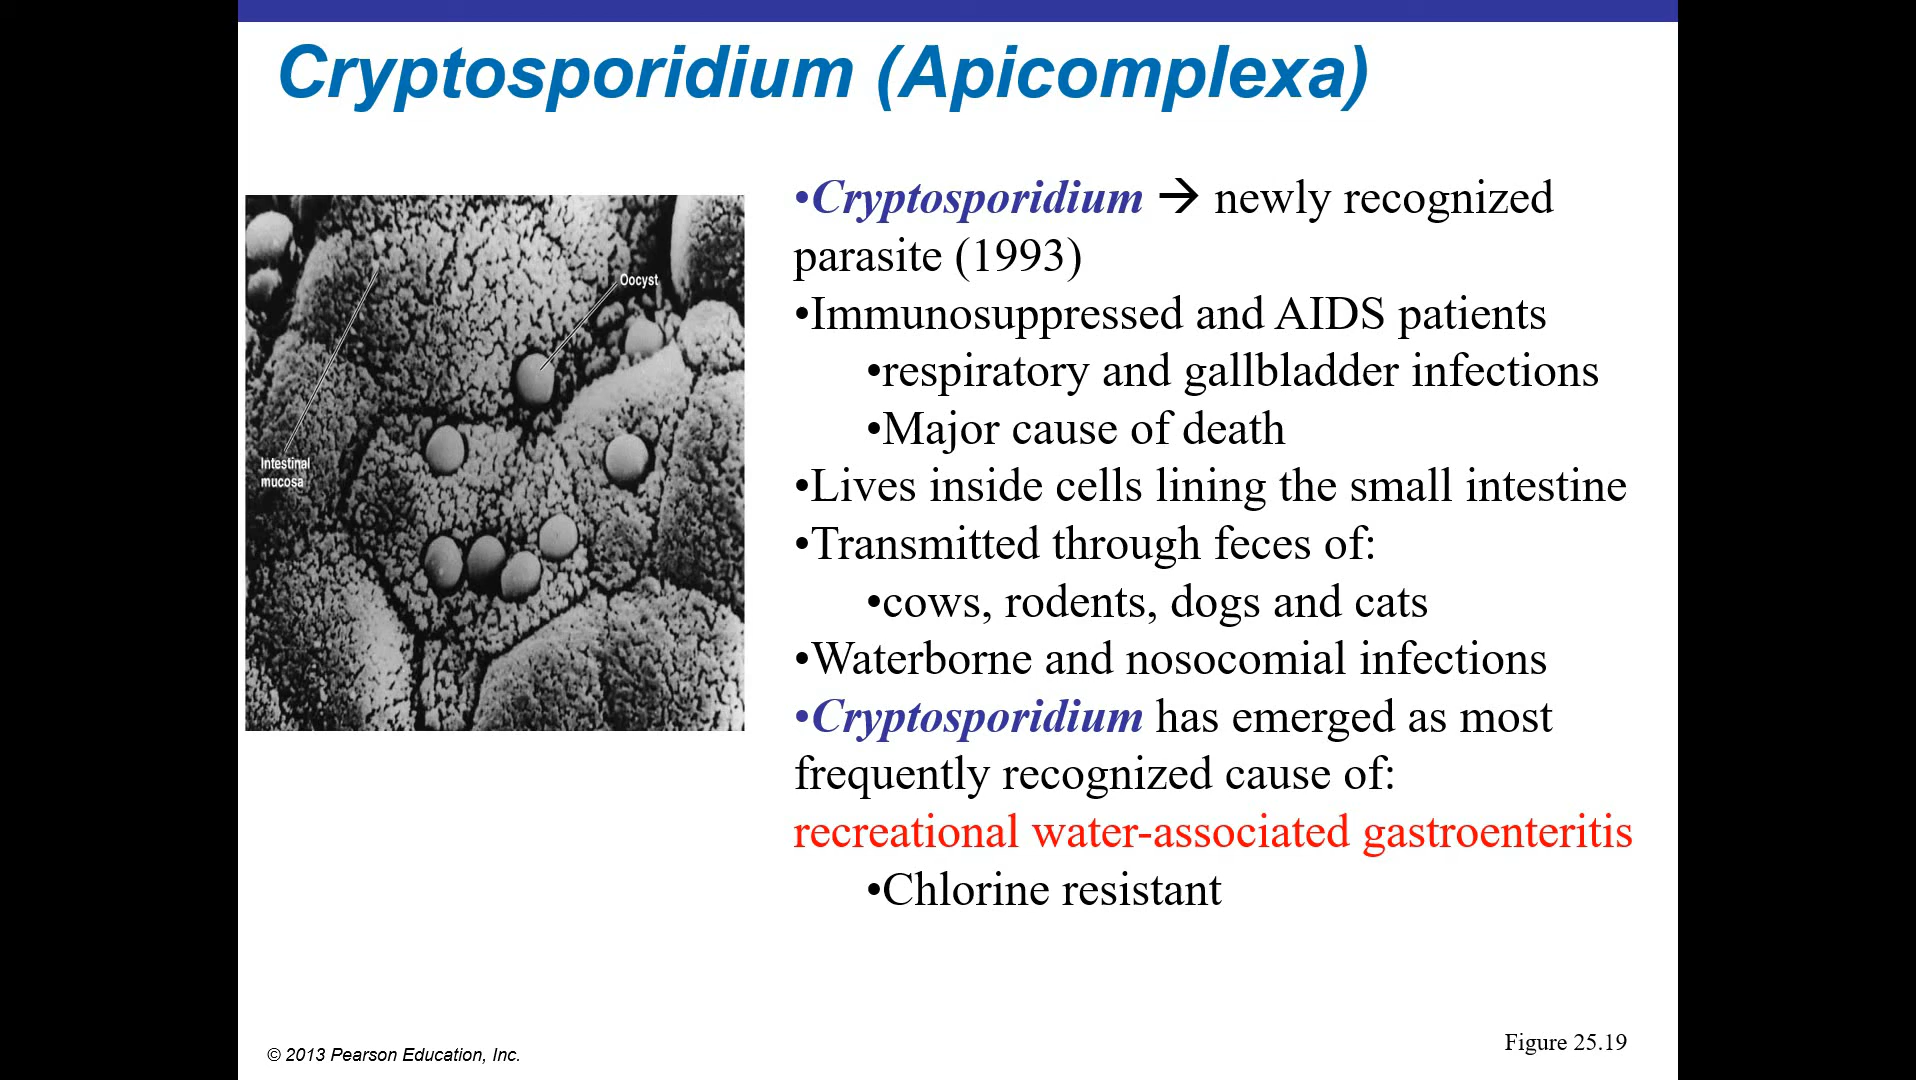 Cryptosporidium (Apicomplexa)
Oocyst
Intestinal
mucosa
•Cryptosporidium → newly recognized
parasite (1993)
•Immunosuppressed and AIDS patients
•respiratory and gallbladder infections
•Major cause of death
•Lives inside cells lining the small intestine
•Transmitted through feces of:
•cows, rodents, dogs and cats
•Waterborne and nosocomial infections
•Cryptosporidium has emerged as most
frequently recognized cause of:
recreational water-associated gastroenteritis
•Chlorine resistant
© 2013 Pearson Education, Inc.
Figure 25.19